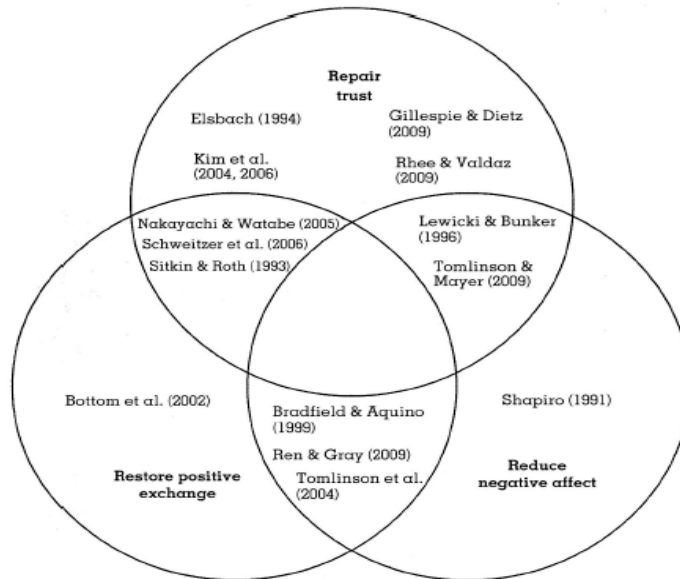 Repair
trust
Elsbach (1994)
Gillespie & Dietz
(2009)
Kim et al.
(2004, 2006)
Rhee & Valdaz
(2009)
Nakayachi & Watabe (2005)
Schweitzer et al. (2006)
Sitkin & Roth (1993)
Lewicki & Bunker
(1996)
Tomlinson &
Mayer (2009)
Bottom et al. (2002)
Bradfield & Aquino
(1999)
Ren & Gray (2009)
Tomlinson et al.
(2004)
Shapiro (1991)
Restore positive
exchange
Reduce
negative affect